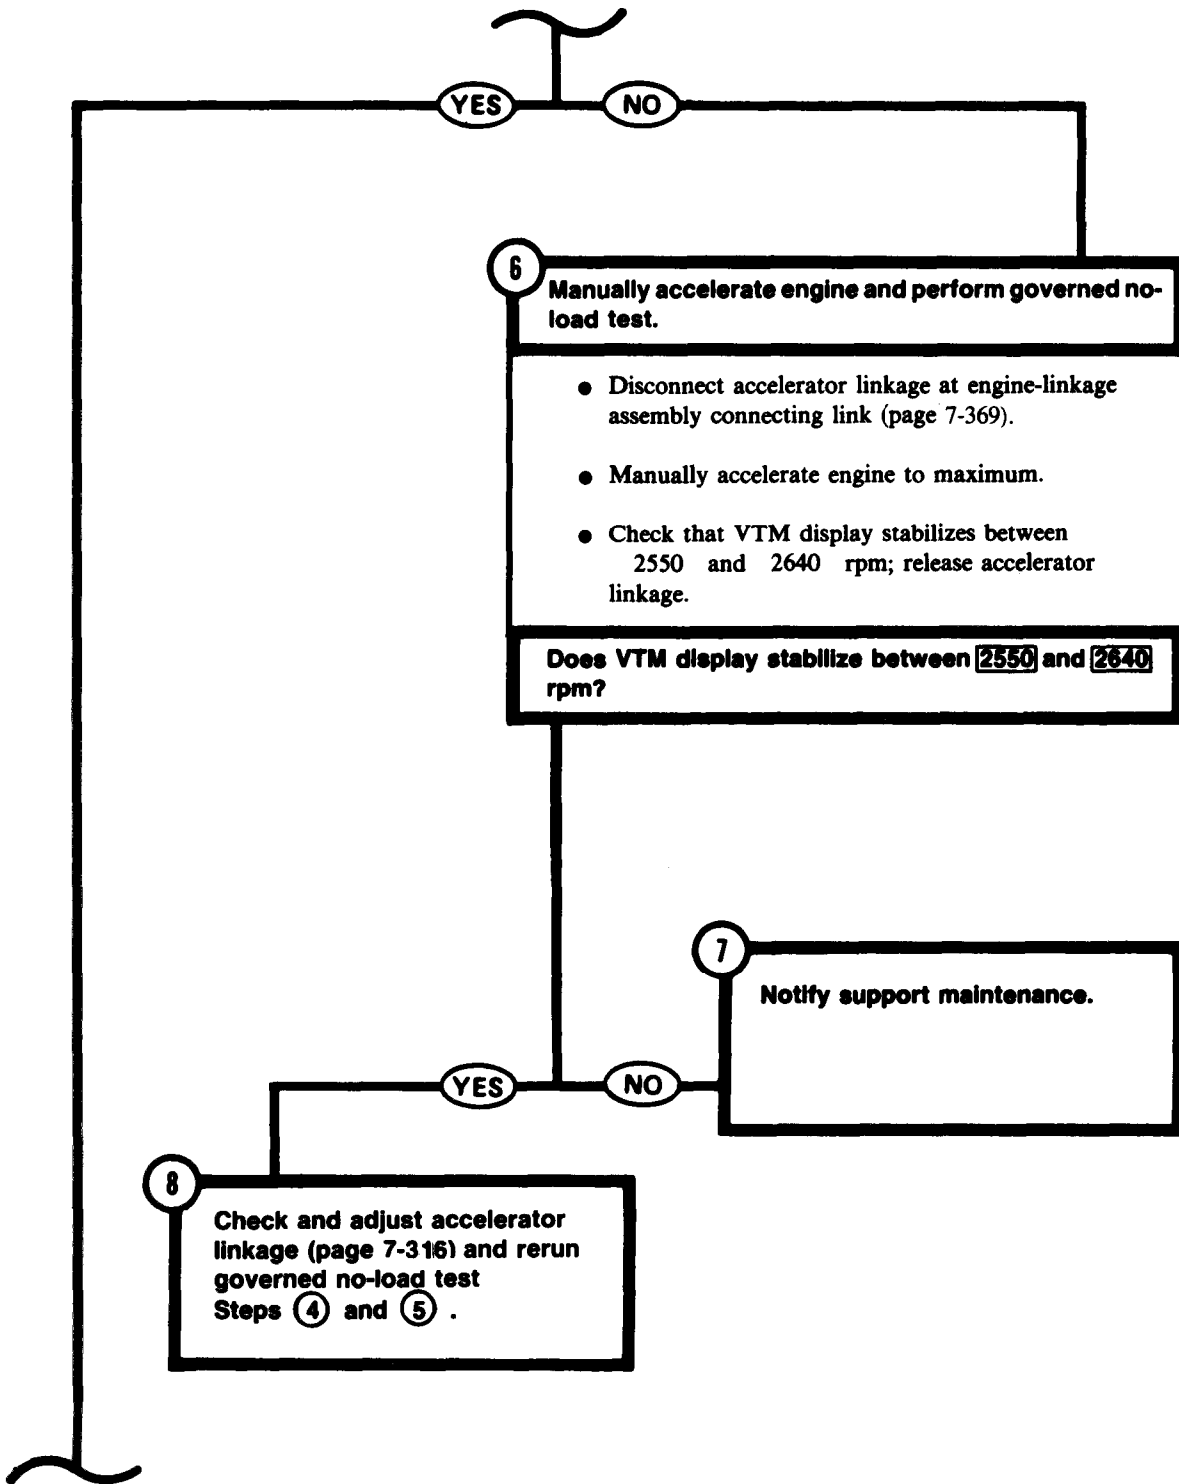 YES NO
6
Manually accelerate engine and perform governed no-
load test.
● Disconnect accelerator linkage at engine-linkage
assembly connecting link (page 7-369).
● Manually accelerate engine to maximum.
● Check that VTM display stabilizes between
2550 and 2640 rpm; release accelerator
linkage.
Does VTM display stabilize between 2550 and 2640
rpm?
7
Notify support maintenance.
YES NO
8
Check and adjust accelerator
linkage (page 7-316) and rerun
governed no-load test
Steps 4 and 5 .